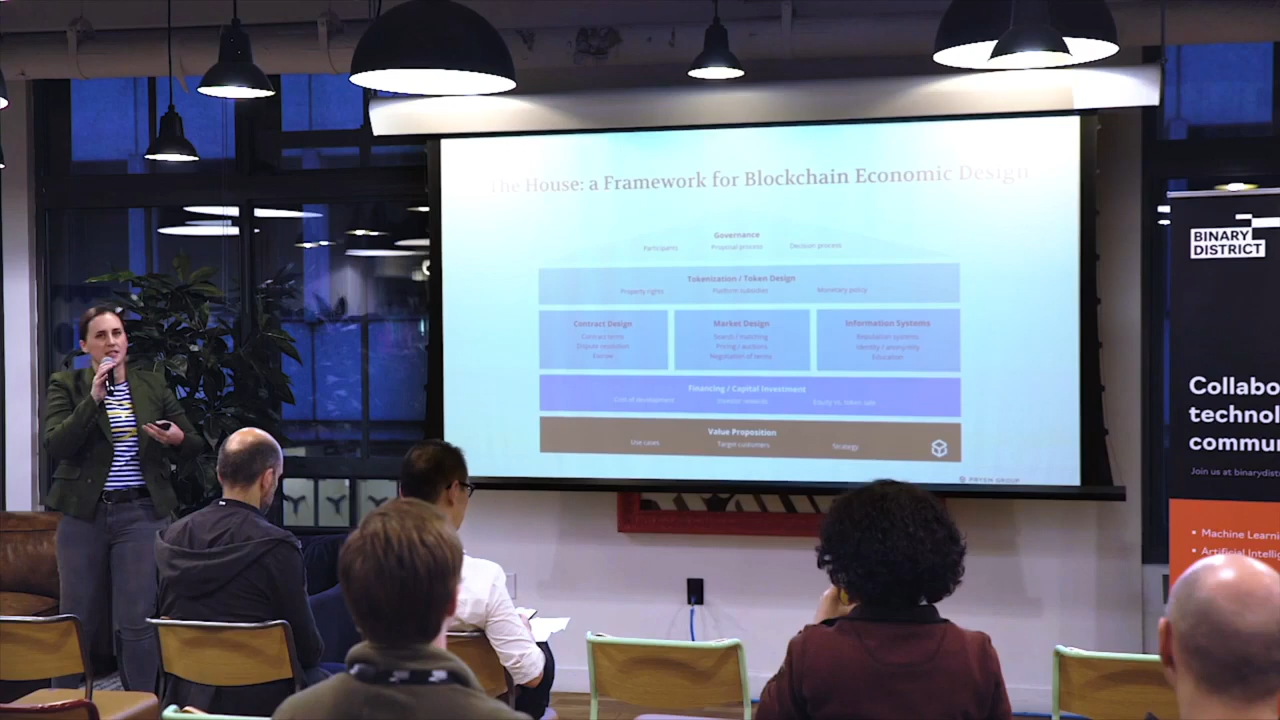 The House: a Framework for Blockchain Economic Design
Governance
Participants Proposal process Decision process
Tokenization / Token Design
Property rights Platform subsidies Monetary policy
Contract Design
Contract terms
Dispute resolution
Escrow
Market Design
Search / matching
Pricing / auctions
Negotiation of terms
Information Systems
Reputation systems
Identity / anonymity
Education
Financing / Capital Investment
Cost of development Investor rewards Equity vs. token sale
Value Proposition
Use cases Target customers Strategy
PRYSM GROUP
BINARY
DISTRICT
Collabo
technol
commun
Join us at binarydist
• Machine Learni
• Artificial Intellig